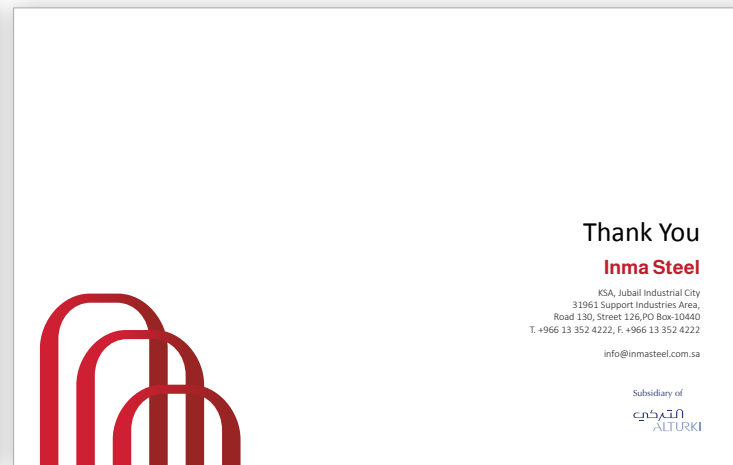 Thank You
Inma Steel
KSA, Jubail Industrial City
31961 Support Industries Area,
Road 130, Street 126,PO Box-10440
T. +966 13 352 4222, F. +966 13 352 4222
info@inmasteel.com.sa
Subsidiary of
التركي
ALTURKI